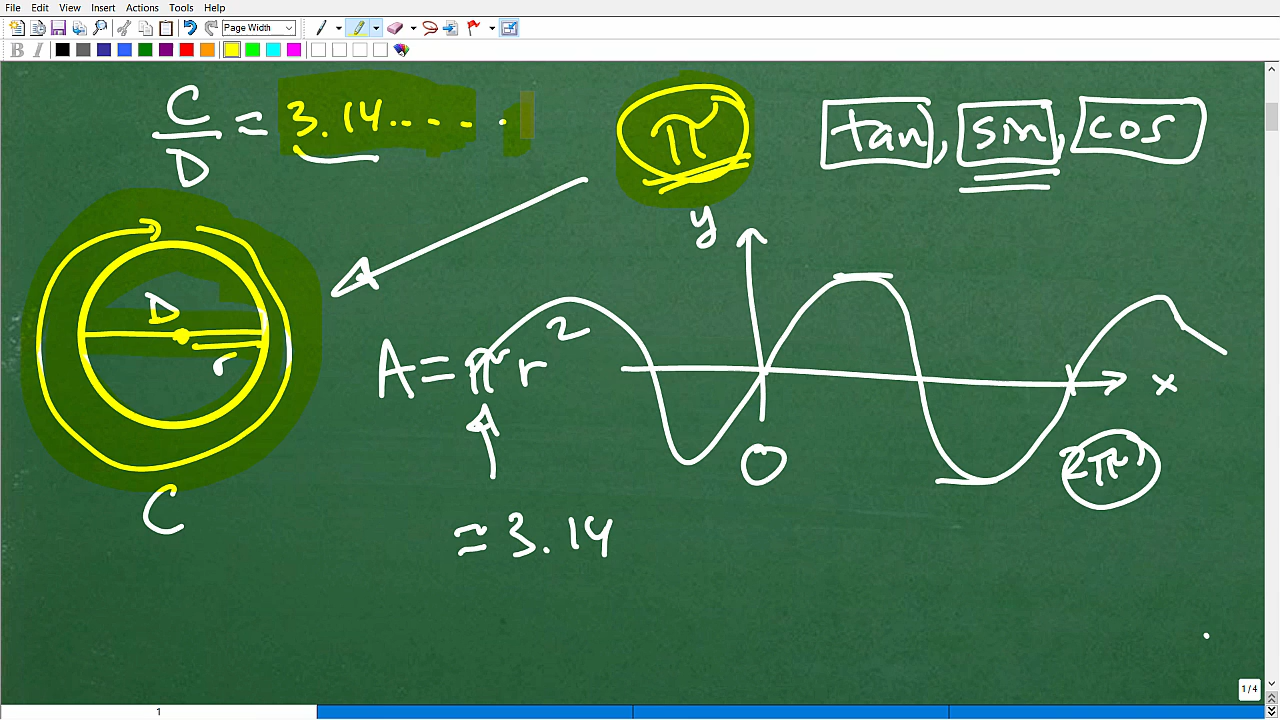 File Edit View Insert Actions Tools Help
Page Width
B I
C/D = 3.14.... .
π
tan, sin, cos
y
D
r
A = πr²
x
0
2π
C
≈ 3.14
1/4
1